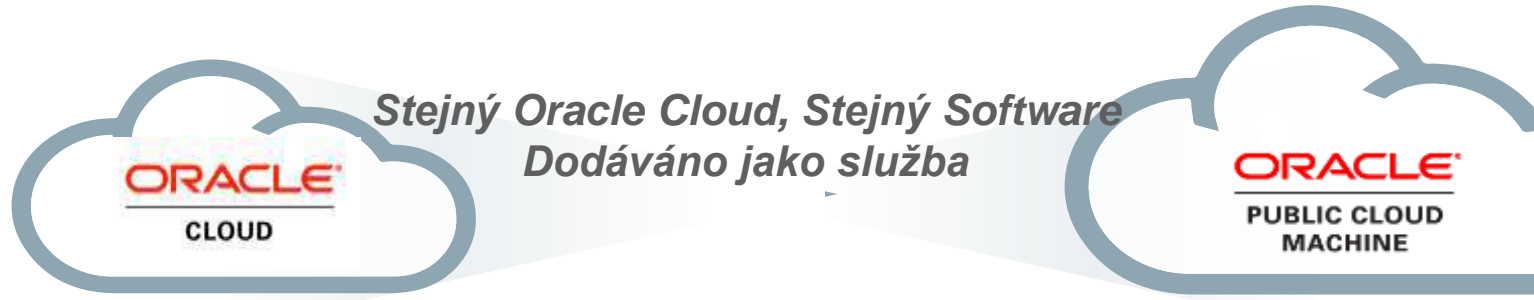 Stejný Oracle Cloud, Stejný Software
Dodáváno jako služba
ORACLE®
CLOUD
ORACLE®
PUBLIC CLOUD
MACHINE